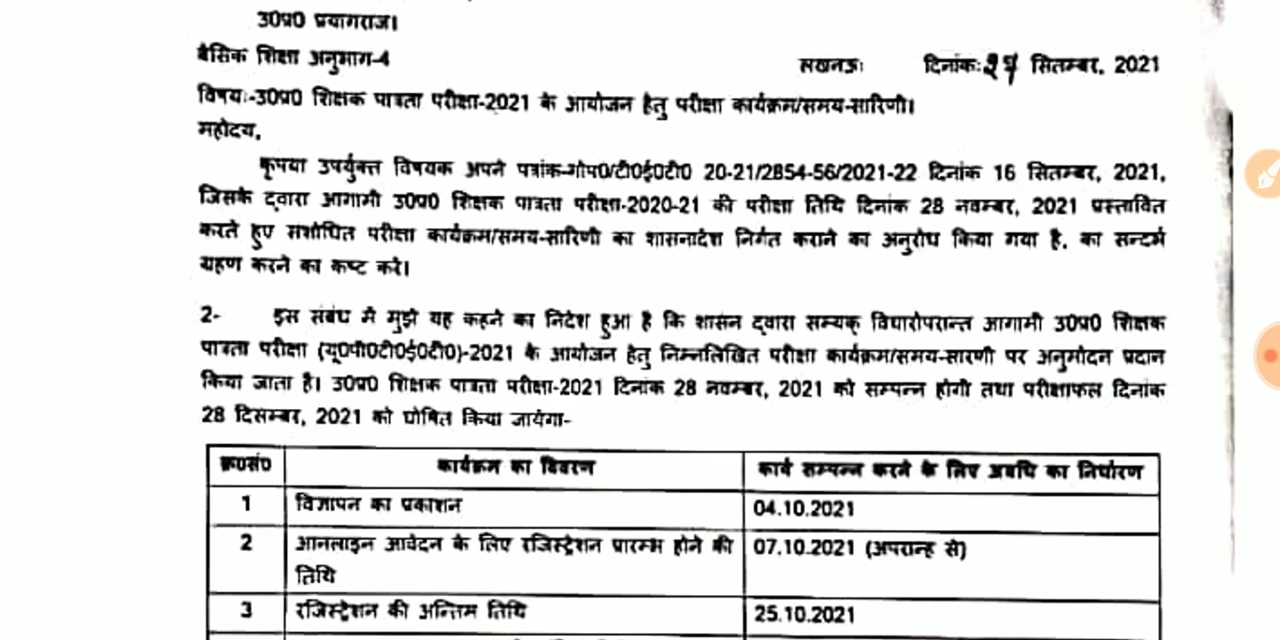 उ0प्र0 प्रयागराज।
बेसिक शिक्षा अनुभाग-4
लखनऊः दिनांकः27 सितम्बर, 2021
विषयः-उ0प्र0 शिक्षक पात्रता परीक्षा-2021 के आयोजन हेतु परीक्षा कार्यक्रम/समय-सारिणी।
महोदय,
कृपया उपर्युक्त विषयक अपने पत्रांक-गोप0/टी0ई0टी0 20-21/2854-56/2021-22 दिनांक 16 सितम्बर, 2021,
जिसके द्वारा आगामी उ0प्र0 शिक्षक पात्रता परीक्षा-2020-21 की परीक्षा तिथि दिनांक 28 नवम्बर, 2021 प्रस्तावित
करते हुए संशोधित परीक्षा कार्यक्रम/समय-सारिणी का शासनादेश निर्गत कराने का अनुरोध किया गया है, का सन्दर्भ
ग्रहण करने का कष्ट करें।
2- इस संबंध में मुझे यह कहने का निदेश हुआ है कि शासन द्वारा सम्यक् विचारोपरान्त आगामी उ0प्र0 शिक्षक
पात्रता परीक्षा (यू0पी0टी0ई0टी0)-2021 के आयोजन हेतु निम्नलिखित परीक्षा कार्यक्रम/समय-सारणी पर अनुमोदन प्रदान
किया जाता है। उ0प्र0 शिक्षक पात्रता परीक्षा-2021 दिनांक 28 नवम्बर, 2021 को सम्पन्न होगी तथा परीक्षाफल दिनांक
28 दिसम्बर, 2021 को घोषित किया जायेगा-
क्र0सं0 कार्यक्रम का विवरण कार्य सम्पन्न करने के लिए अवधि का निर्धारण
1 विज्ञापन का प्रकाशन 04.10.2021
2 आनलाइन आवेदन के लिए रजिस्ट्रेशन प्रारम्भ होने की 07.10.2021 (अपरान्ह से)
तिथि
3 रजिस्ट्रेशन की अन्तिम तिथि 25.10.2021